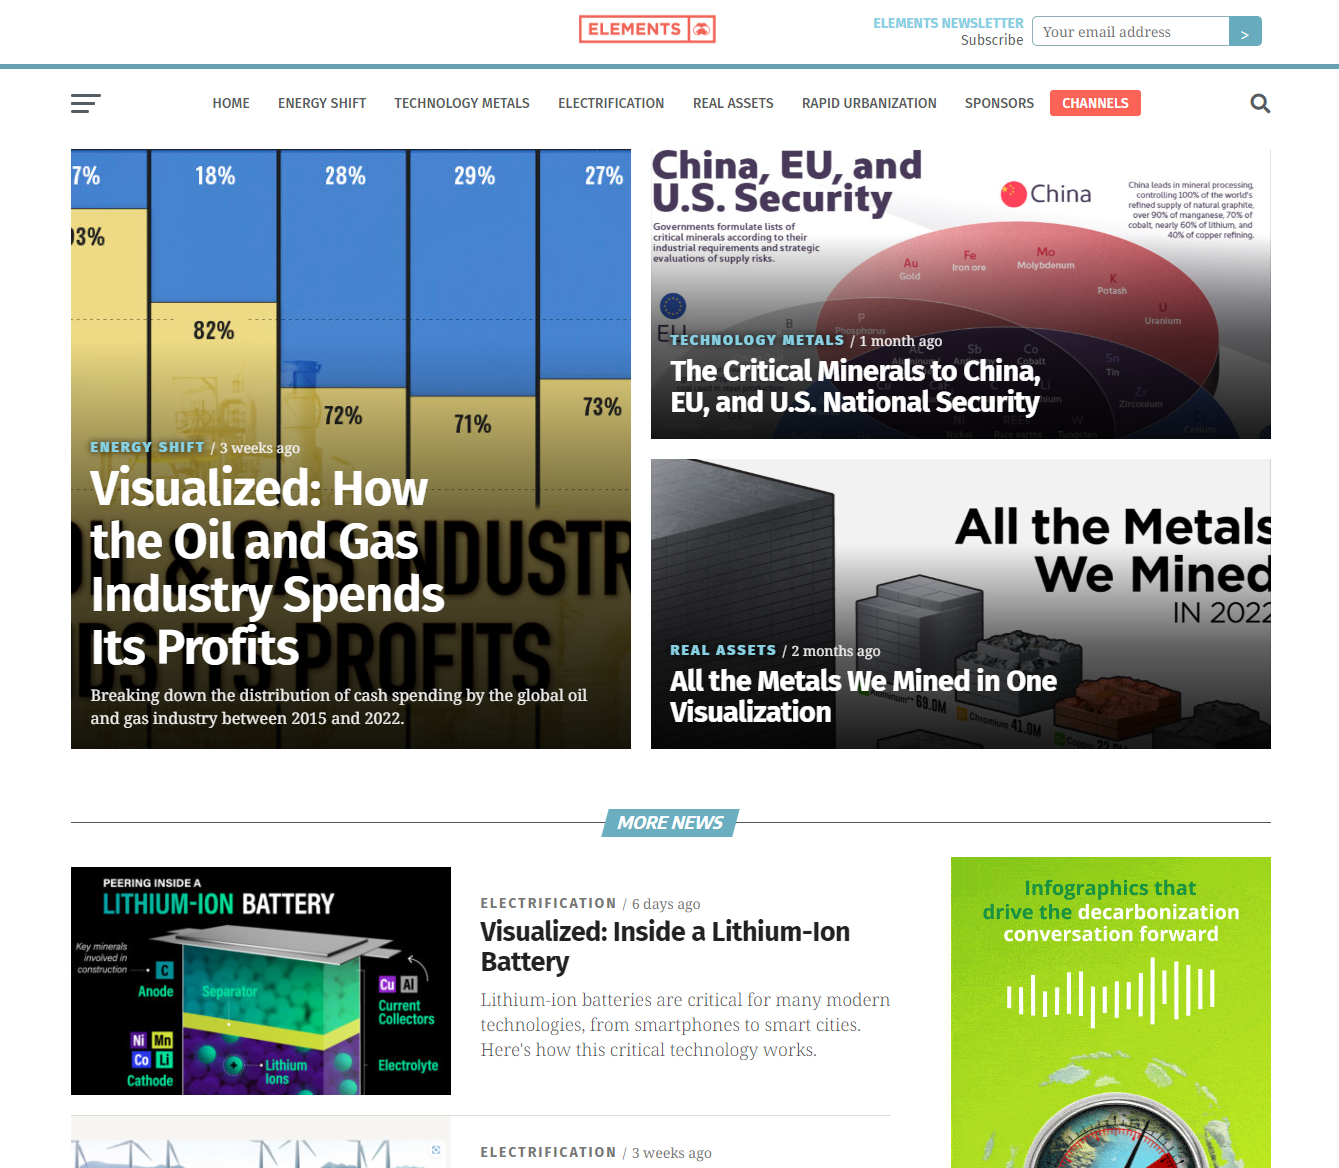 ELEMENTS
ELEMENTS NEWSLETTER
Subscribe
Your email address
>
HOME
ENERGY SHIFT
TECHNOLOGY METALS
ELECTRIFICATION
REAL ASSETS
RAPID URBANIZATION
SPONSORS
CHANNELS
7%
18%
28%
29%
27%
93%
82%
72%
71%
73%
OIL & GAS INDUSTR
DS ITS PROFITS
ENERGY SHIFT / 3 weeks ago
Visualized: How
the Oil and Gas
Industry Spends
Its Profits
Breaking down the distribution of cash spending by the global oil
and gas industry between 2015 and 2022.
China, EU, and
U.S. Security
Governments formulate lists of
critical minerals according to their
industrial requirements and strategic
evaluations of supply risks.
China
China leads in mineral processing,
controlling 100% of the world's
refined supply of natural graphite,
over 90% of manganese, 70% of
cobalt, nearly 60% of lithium, and
40% of copper refining.
Au
Gold
Fe
Iron ore
Mo
Molybdenum
K
Potash
U
Uranium
EU
B
P
Phosphorus
Sb
Co
Cobalt
Sn
Tin
Zr
Zirconium
Cs
Cesium
Li
Ni
Nickel
REEs
Rare earths
W
Tungsten
TECHNOLOGY METALS / 1 month ago
The Critical Minerals to China,
EU, and U.S. National Security
All the Metals
We Mined
IN 2022
Aluminum** 69.0M
Chromium 41.0M
Copper
REAL ASSETS / 2 months ago
All the Metals We Mined in One
Visualization
MORE NEWS
PEERING INSIDE A
LITHIUM-ION BATTERY
Key minerals
involved in
construction
C
Anode
Separator
Cu Al
Current
Collectors
Ni Mn
Co Li
Cathode
Lithium
Ions
Electrolyte
ELECTRIFICATION / 6 days ago
Visualized: Inside a Lithium-Ion
Battery
Lithium-ion batteries are critical for many modern
technologies, from smartphones to smart cities.
Here's how this critical technology works.
ELECTRIFICATION / 3 weeks ago
Infographics that
drive the decarbonization
conversation forward